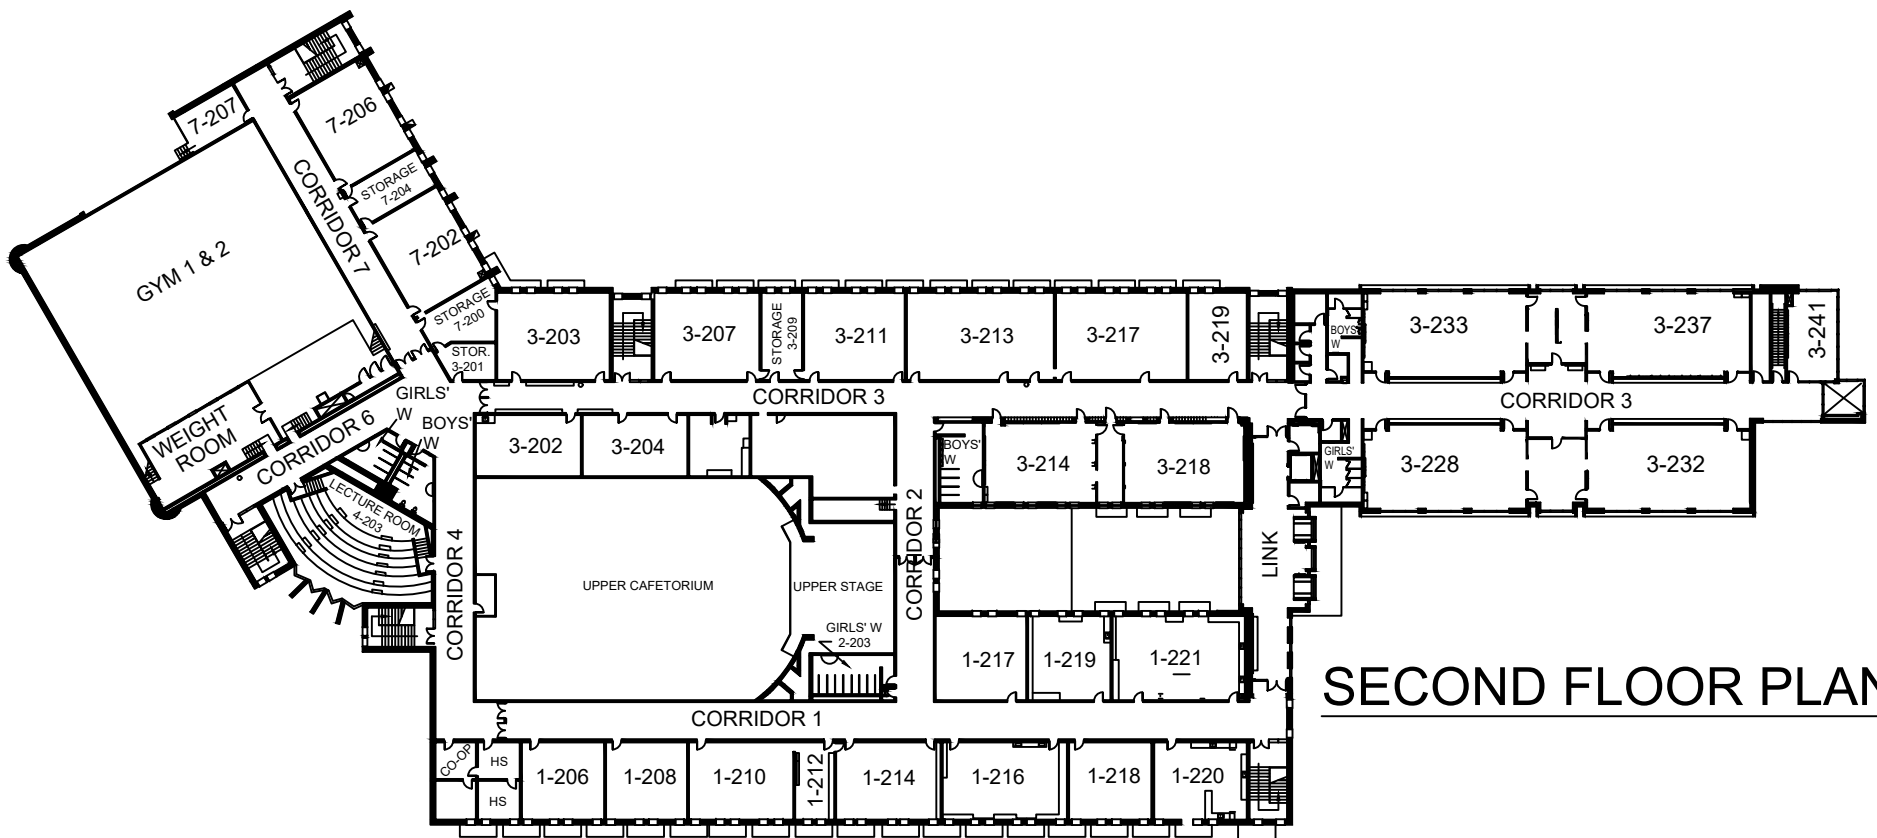 7-207
7-206
CORRIDOR 7
STORAGE
7-204
7-202
GYM 1 & 2
STORAGE
7-200
STOR.
3-201
3-203
3-207
STORAGE
3-209
3-211
3-213
3-217
3-219
BOYS'
W
3-233
3-237
3-241
CORRIDOR 3
CORRIDOR 3
GIRLS'
W
BOYS'
W
WEIGHT
ROOM
CORRIDOR 6
LECTURE ROOM
4-203
3-202
3-204
BOYS'
W
3-214
3-218
GIRLS'
W
3-228
3-232
CORRIDOR 4
UPPER CAFETORIUM
UPPER STAGE
CORRIDOR 2
LINK
GIRLS' W
2-203
1-217
1-219
1-221
SECOND FLOOR PLAN
CORRIDOR 1
CO-OP
HS
HS
1-206
1-208
1-210
1-212
1-214
1-216
1-218
1-220